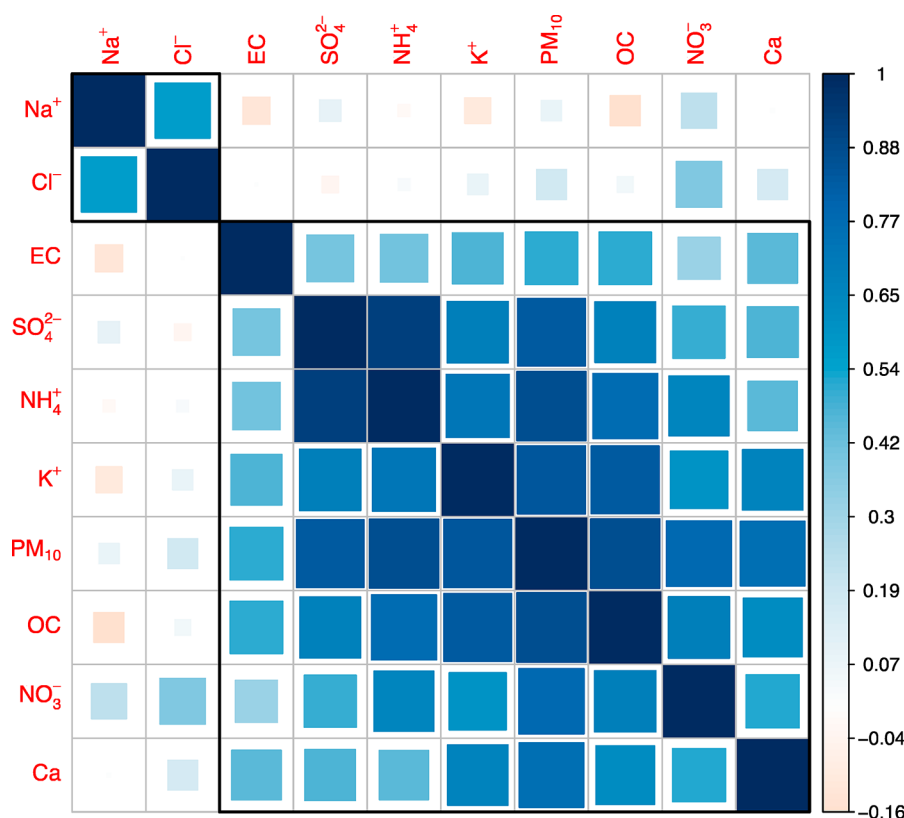 Na⁺ Cl⁻ EC SO₄²⁻ NH₄⁺ K⁺ PM₁₀ OC NO₃⁻ Ca
Na⁺
Cl⁻
EC
SO₄²⁻
NH₄⁺
K⁺
PM₁₀
OC
NO₃⁻
Ca
1
0.88
0.77
0.65
0.54
0.42
0.3
0.19
0.07
−0.04
−0.16